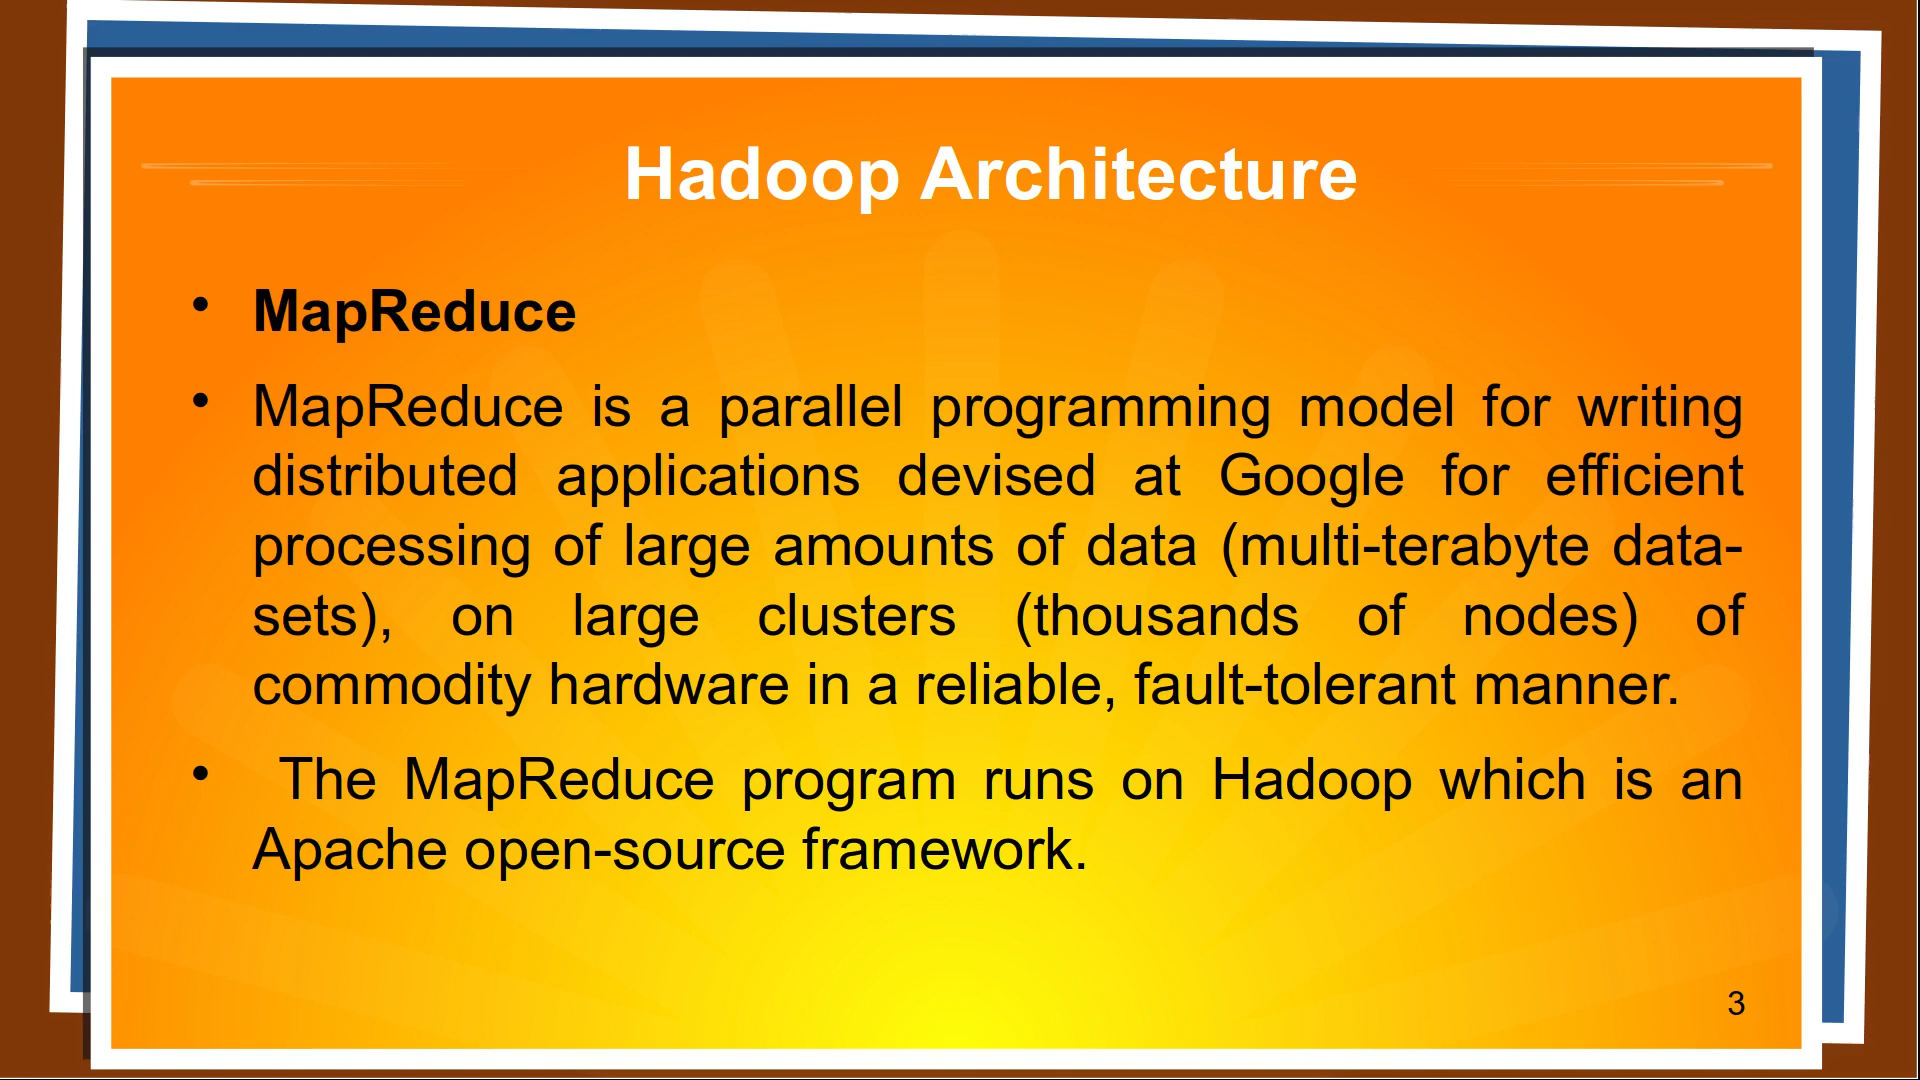 Hadoop Architecture
• MapReduce
• MapReduce is a parallel programming model for writing
distributed applications devised at Google for efficient
processing of large amounts of data (multi-terabyte data-
sets), on large clusters (thousands of nodes) of
commodity hardware in a reliable, fault-tolerant manner.
• The MapReduce program runs on Hadoop which is an
Apache open-source framework.
3